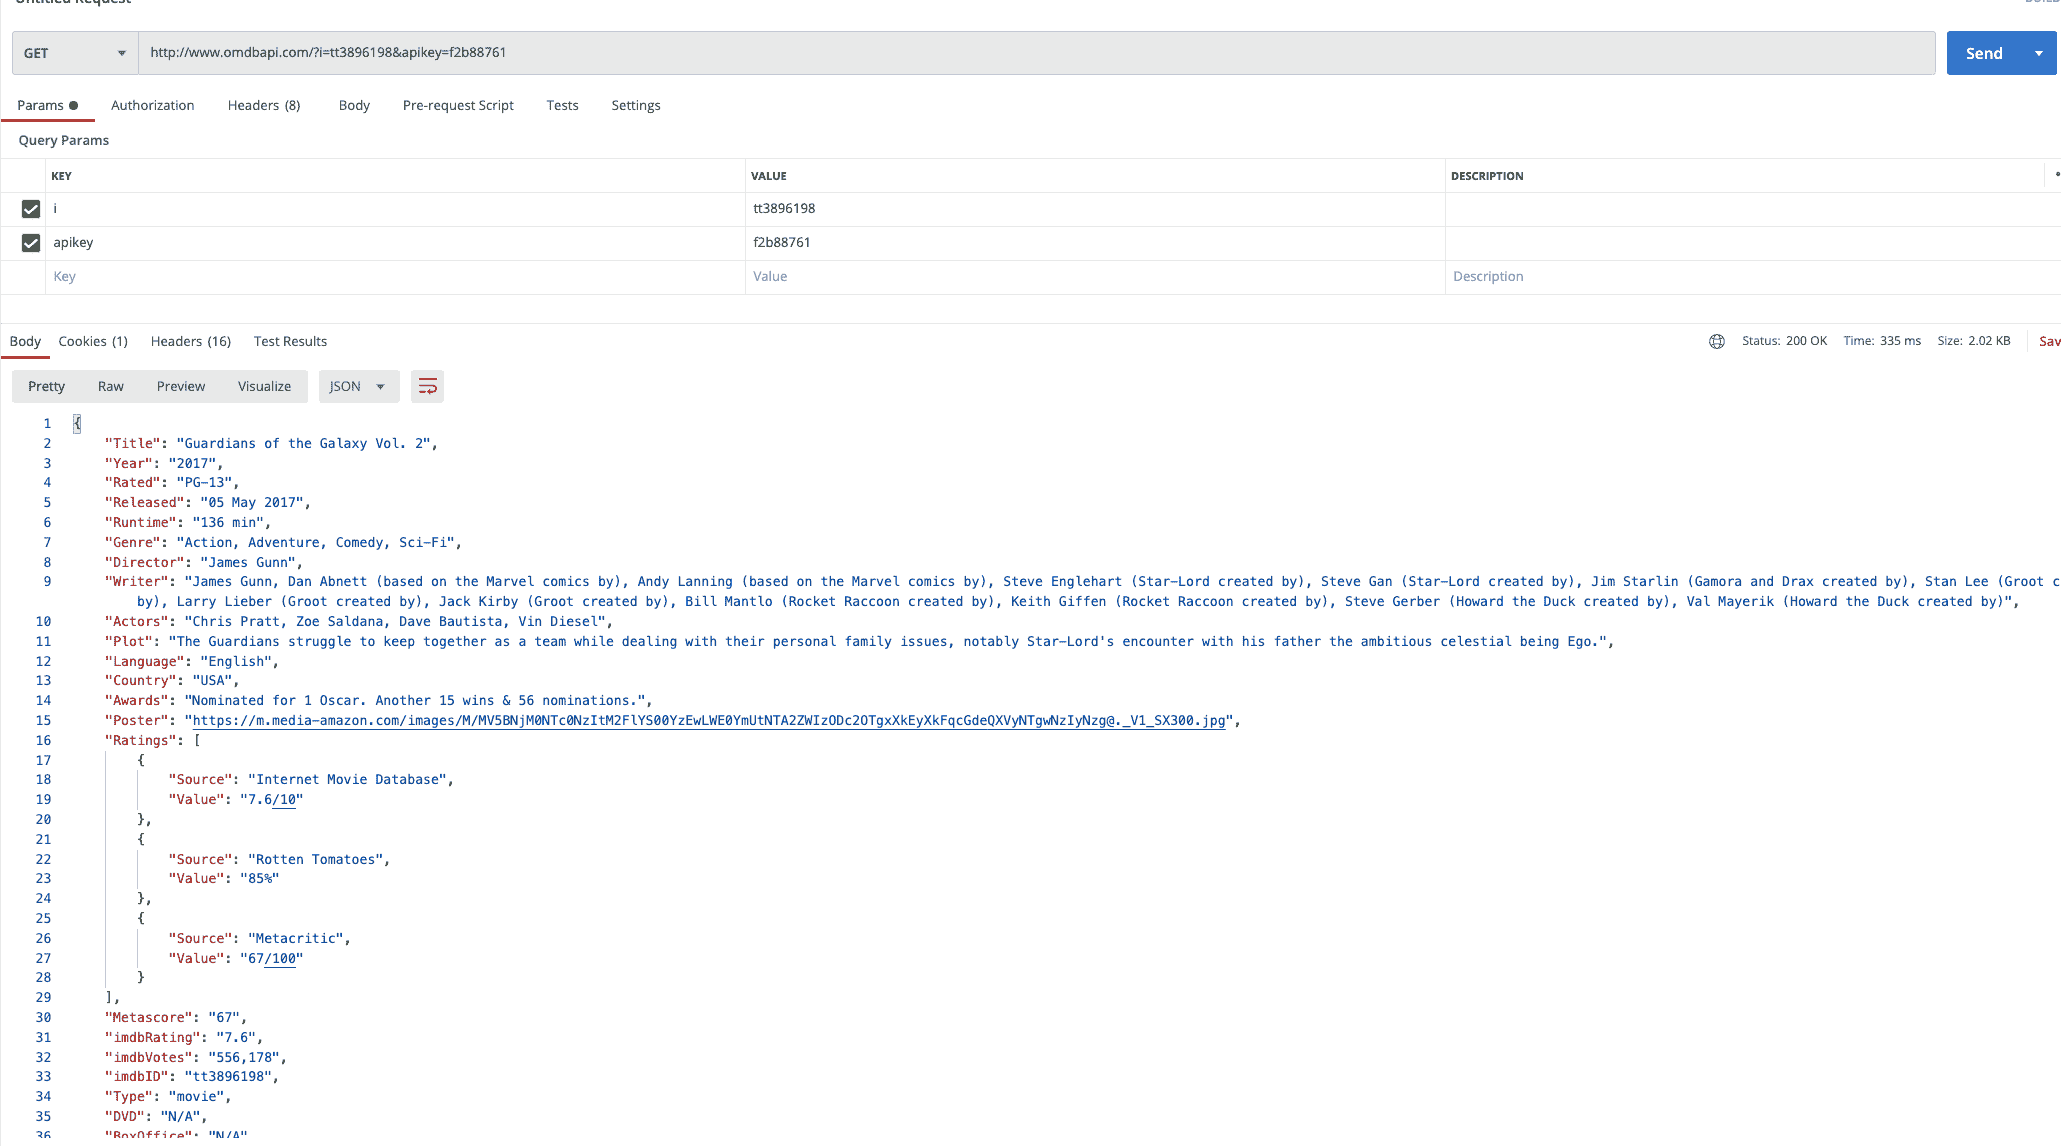 Untitled Request
GET http://www.omdbapi.com/?i=tt3896198&apikey=f2b88761 Send
Params Authorization Headers (8) Body Pre-request Script Tests Settings
Query Params
KEY VALUE DESCRIPTION
i tt3896198
apikey f2b88761
Key Value Description
Body Cookies (1) Headers (16) Test Results Status: 200 OK Time: 335 ms Size: 2.02 KB Sav
Pretty Raw Preview Visualize JSON
1 {
2 "Title": "Guardians of the Galaxy Vol. 2",
3 "Year": "2017",
4 "Rated": "PG-13",
5 "Released": "05 May 2017",
6 "Runtime": "136 min",
7 "Genre": "Action, Adventure, Comedy, Sci-Fi",
8 "Director": "James Gunn",
9 "Writer": "James Gunn, Dan Abnett (based on the Marvel comics by), Andy Lanning (based on the Marvel comics by), Steve Englehart (Star-Lord created by), Steve Gan (Star-Lord created by), Jim Starlin (Gamora and Drax created by), Stan Lee (Groot c
by), Larry Lieber (Groot created by), Jack Kirby (Groot created by), Bill Mantlo (Rocket Raccoon created by), Keith Giffen (Rocket Raccoon created by), Steve Gerber (Howard the Duck created by), Val Mayerik (Howard the Duck created by)",
10 "Actors": "Chris Pratt, Zoe Saldana, Dave Bautista, Vin Diesel",
11 "Plot": "The Guardians struggle to keep together as a team while dealing with their personal family issues, notably Star-Lord's encounter with his father the ambitious celestial being Ego.",
12 "Language": "English",
13 "Country": "USA",
14 "Awards": "Nominated for 1 Oscar. Another 15 wins & 56 nominations.",
15 "Poster": "https://m.media-amazon.com/images/M/MV5BNjM0NTc0NzItM2FlYS00YzEwLWE0YmUtNTA2ZWIzODc2OTgxXkEyXkFqcGdeQXVyNTgwNzIyNzg@._V1_SX300.jpg",
16 "Ratings": [
17 {
18 "Source": "Internet Movie Database",
19 "Value": "7.6/10"
20 },
21 {
22 "Source": "Rotten Tomatoes",
23 "Value": "85%"
24 },
25 {
26 "Source": "Metacritic",
27 "Value": "67/100"
28 }
29 ],
30 "Metascore": "67",
31 "imdbRating": "7.6",
32 "imdbVotes": "556,178",
33 "imdbID": "tt3896198",
34 "Type": "movie",
35 "DVD": "N/A",
36 "BoxOffice": "N/A"